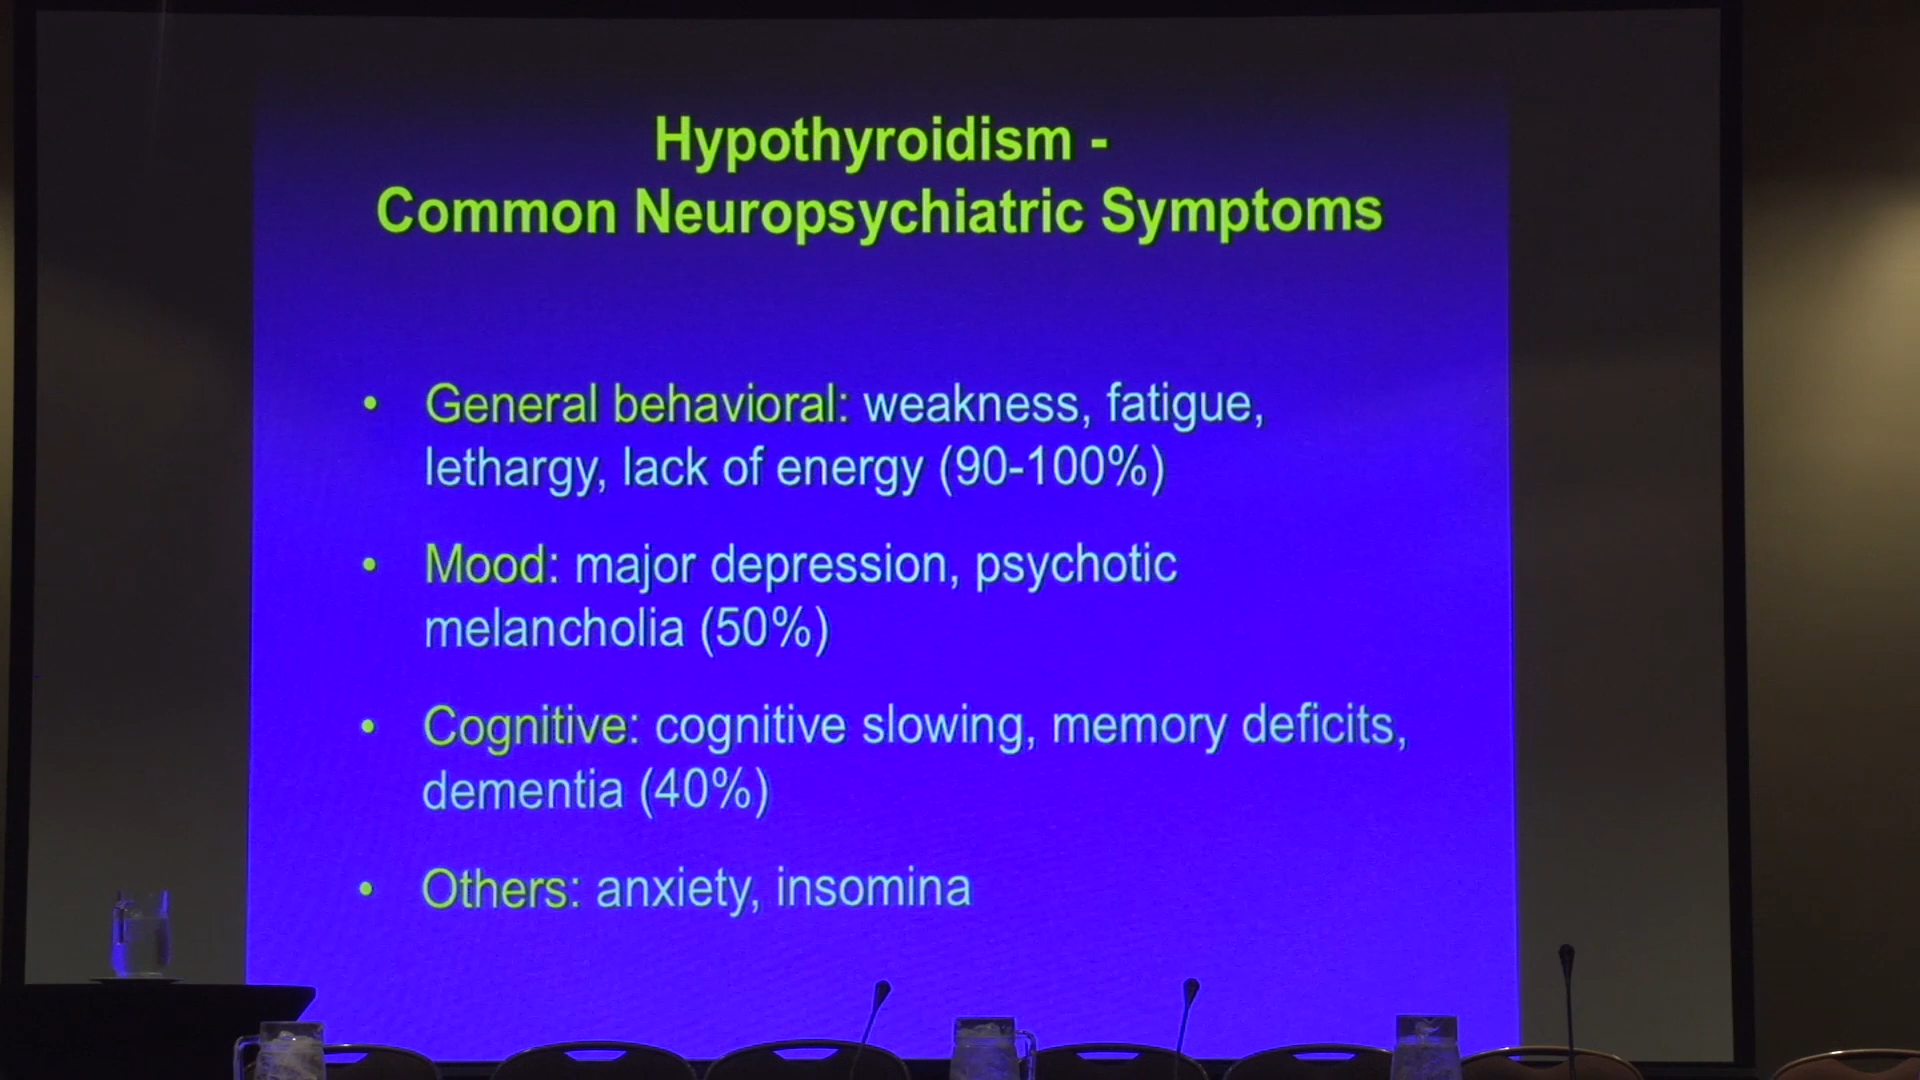 Hypothyroidism -
Common Neuropsychiatric Symptoms
• General behavioral: weakness, fatigue,
lethargy, lack of energy (90-100%)
• Mood: major depression, psychotic
melancholia (50%)
• Cognitive: cognitive slowing, memory deficits,
dementia (40%)
• Others: anxiety, insomina